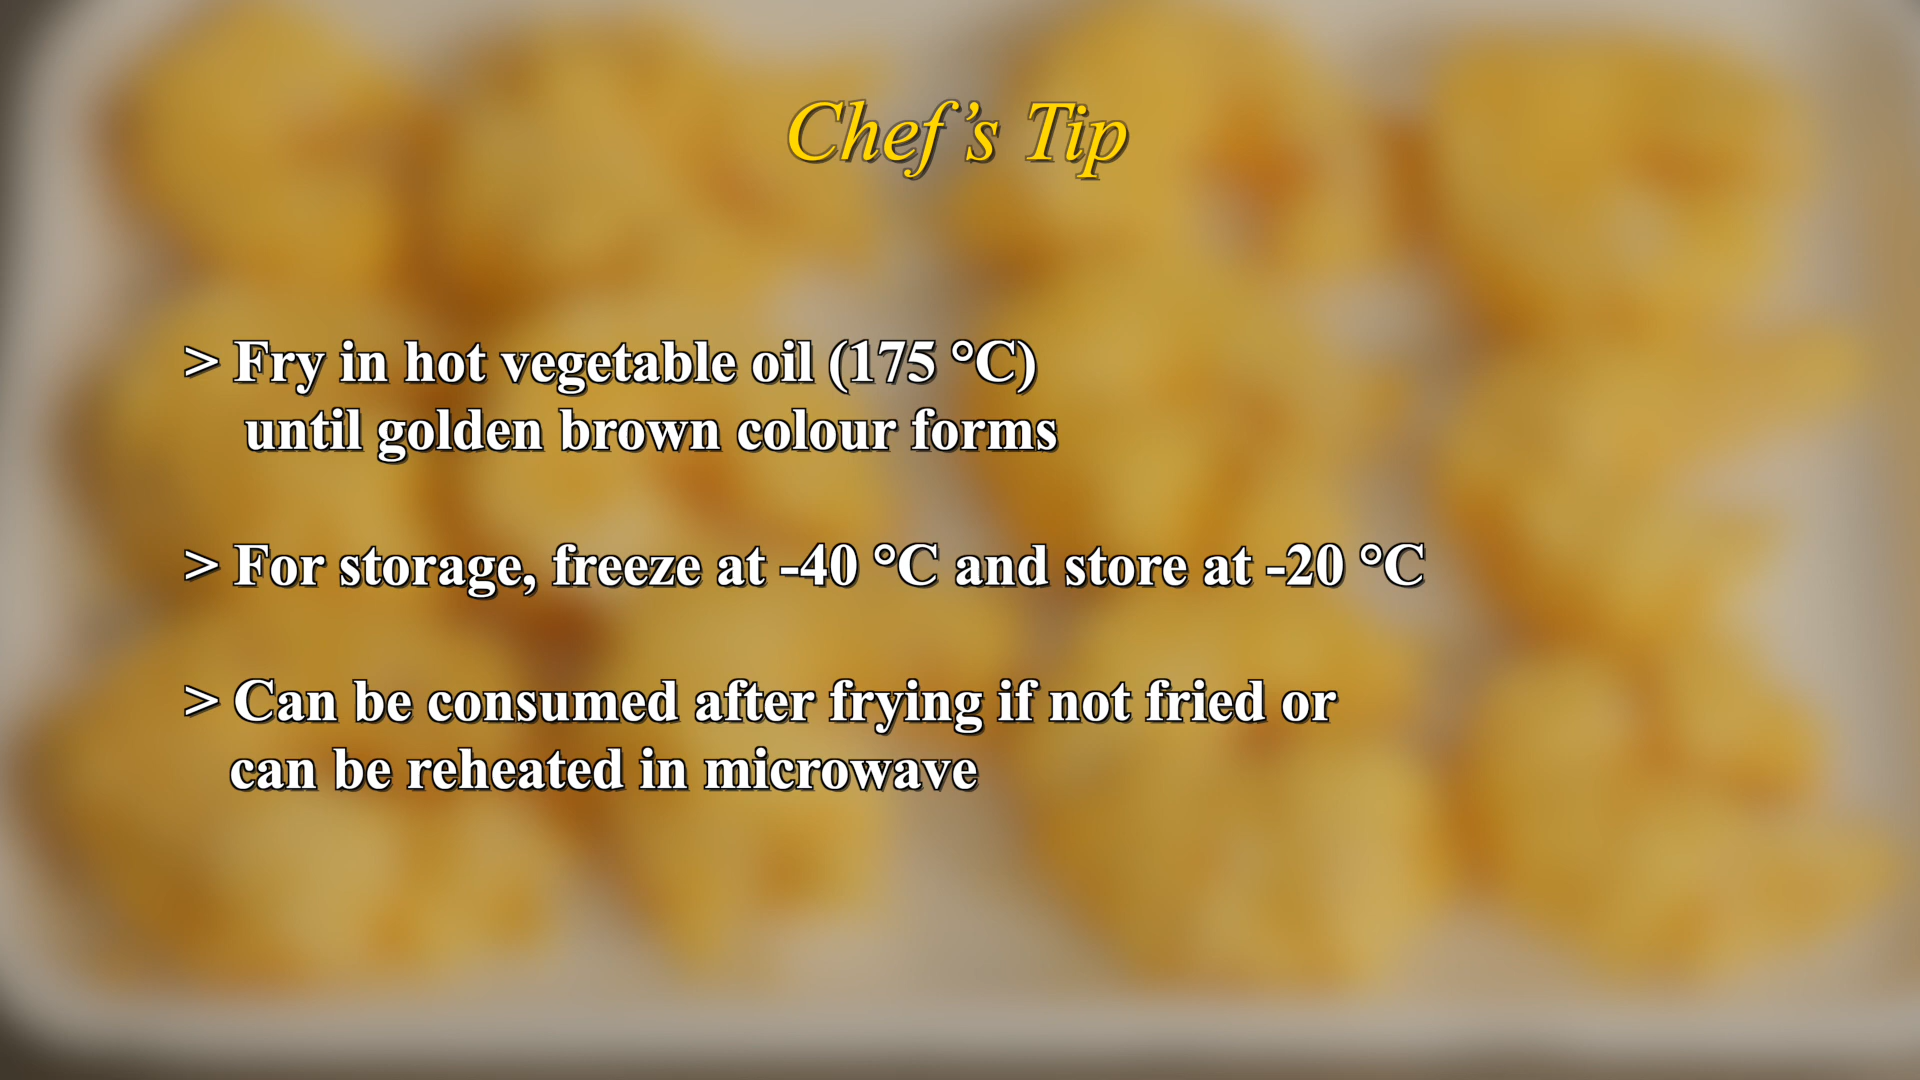 Chef’s Tip
> Fry in hot vegetable oil (175 °C)
until golden brown colour forms
> For storage, freeze at -40 °C and store at -20 °C
> Can be consumed after frying if not fried or
can be reheated in microwave